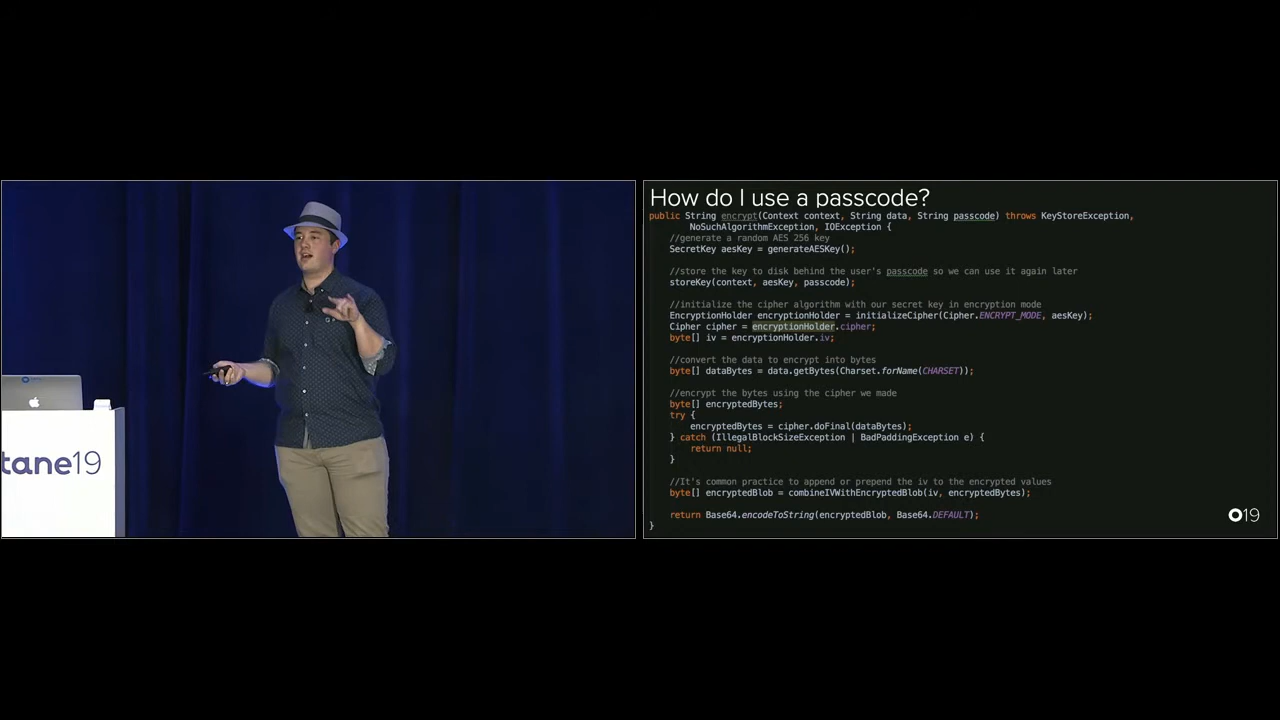 tane19
How do I use a passcode?
public String encrypt(Context context, String data, String passcode) throws KeyStoreException,
NoSuchAlgorithmException, IOException {
//generate a random AES 256 key
SecretKey aesKey = generateAESKey();
//store the key to disk behind the user's passcode so we can use it again later
storeKey(context, aesKey, passcode);
//initialize the cipher algorithm with our secret key in encryption mode
EncryptionHolder encryptionHolder = initializeCipher(Cipher.ENCRYPT_MODE, aesKey);
Cipher cipher = encryptionHolder.cipher;
byte[] iv = encryptionHolder.iv;
//convert the data to encrypt into bytes
byte[] dataBytes = data.getBytes(Charset.forName(CHARSET));
//encrypt the bytes using the cipher we made
byte[] encryptedBytes;
try {
encryptedBytes = cipher.doFinal(dataBytes);
} catch (IllegalBlockSizeException | BadPaddingException e) {
return null;
}
//It's common practice to append or prepend the iv to the encrypted values
byte[] encryptedBlob = combineIVWithEncryptedBlob(iv, encryptedBytes);
return Base64.encodeToString(encryptedBlob, Base64.DEFAULT);
}
O19